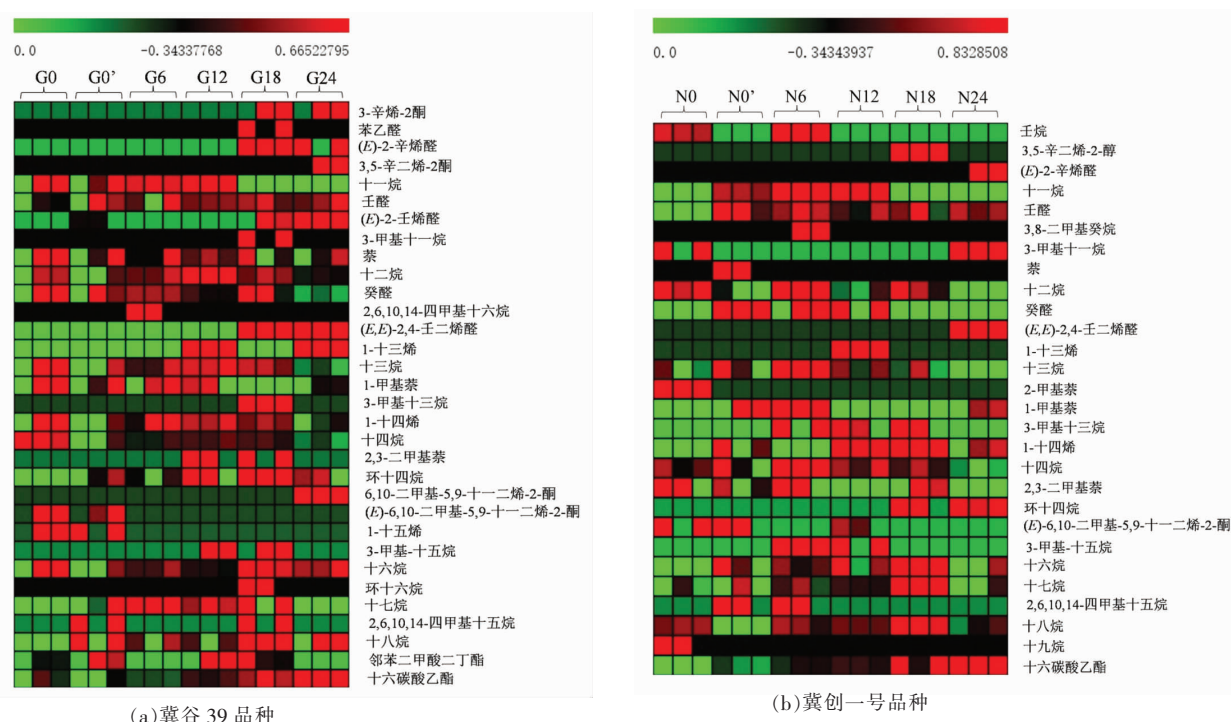 0.0 -0.34337768 0.66522795
G0 G0’ G6 G12 G18 G24
3-辛烯-2酮
苯乙醛
(E)-2-辛烯醛
3,5-辛二烯-2酮
十一烷
壬醛
(E)-2-壬烯醛
3-甲基十一烷
萘
十二烷
癸醛
2,6,10,14-四甲基十六烷
(E,E)-2,4-壬二烯醛
1-十三烯
十三烷
1-甲基萘
3-甲基十三烷
1-十四烯
十四烷
2,3-二甲基萘
环十四烷
6,10-二甲基-5,9-十一二烯-2-酮
(E)-6,10-二甲基-5,9-十一二烯-2-酮
1-十五烯
3-甲基-十五烷
十六烷
环十六烷
十七烷
2,6,10,14-四甲基十五烷
十八烷
邻苯二甲酸二丁酯
十六碳酸乙酯
(a)冀谷 39 品种
0.0 -0.34343937 0.8328508
N0 N0’ N6 N12 N18 N24
壬烷
3,5-辛二烯-2-醇
(E)-2-辛烯醛
十一烷
壬醛
3,8-二甲基癸烷
3-甲基十一烷
萘
十二烷
癸醛
(E,E)-2,4-壬二烯醛
1-十三烯
十三烷
2-甲基萘
1-甲基萘
3-甲基十三烷
1-十四烯
十四烷
2,3-二甲基萘
环十四烷
(E)-6,10-二甲基-5,9-十一二烯-2-酮
3-甲基-十五烷
十六烷
十七烷
2,6,10,14-四甲基十五烷
十八烷
十九烷
十六碳酸乙酯
(b)冀创一号品种